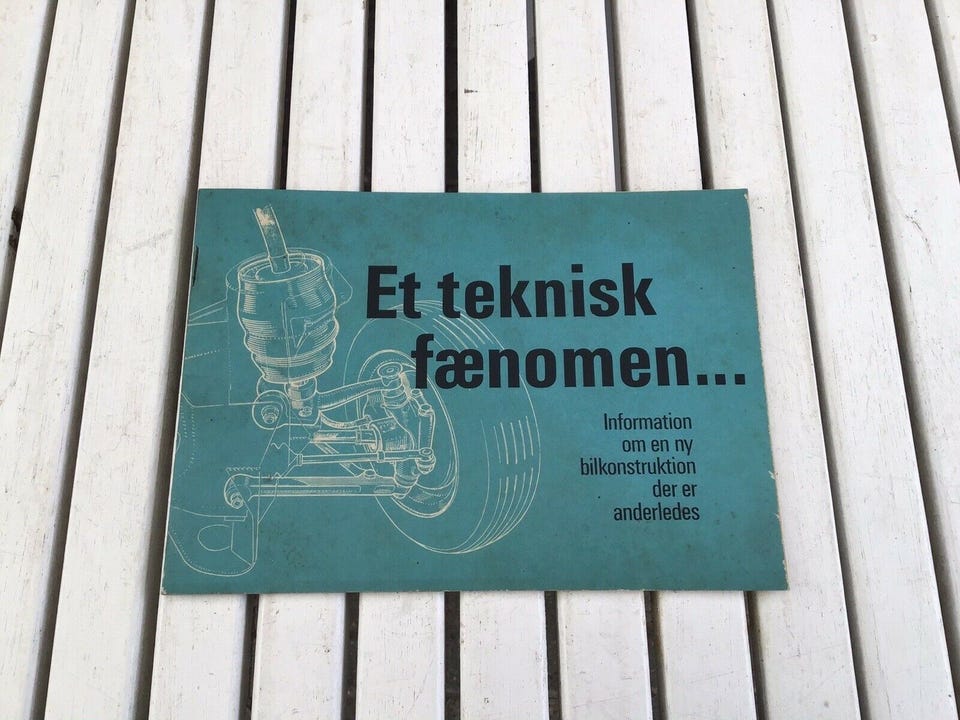 Et teknisk
fænomen...
Information
om en ny
bilkonstruktion
der er
anderledes